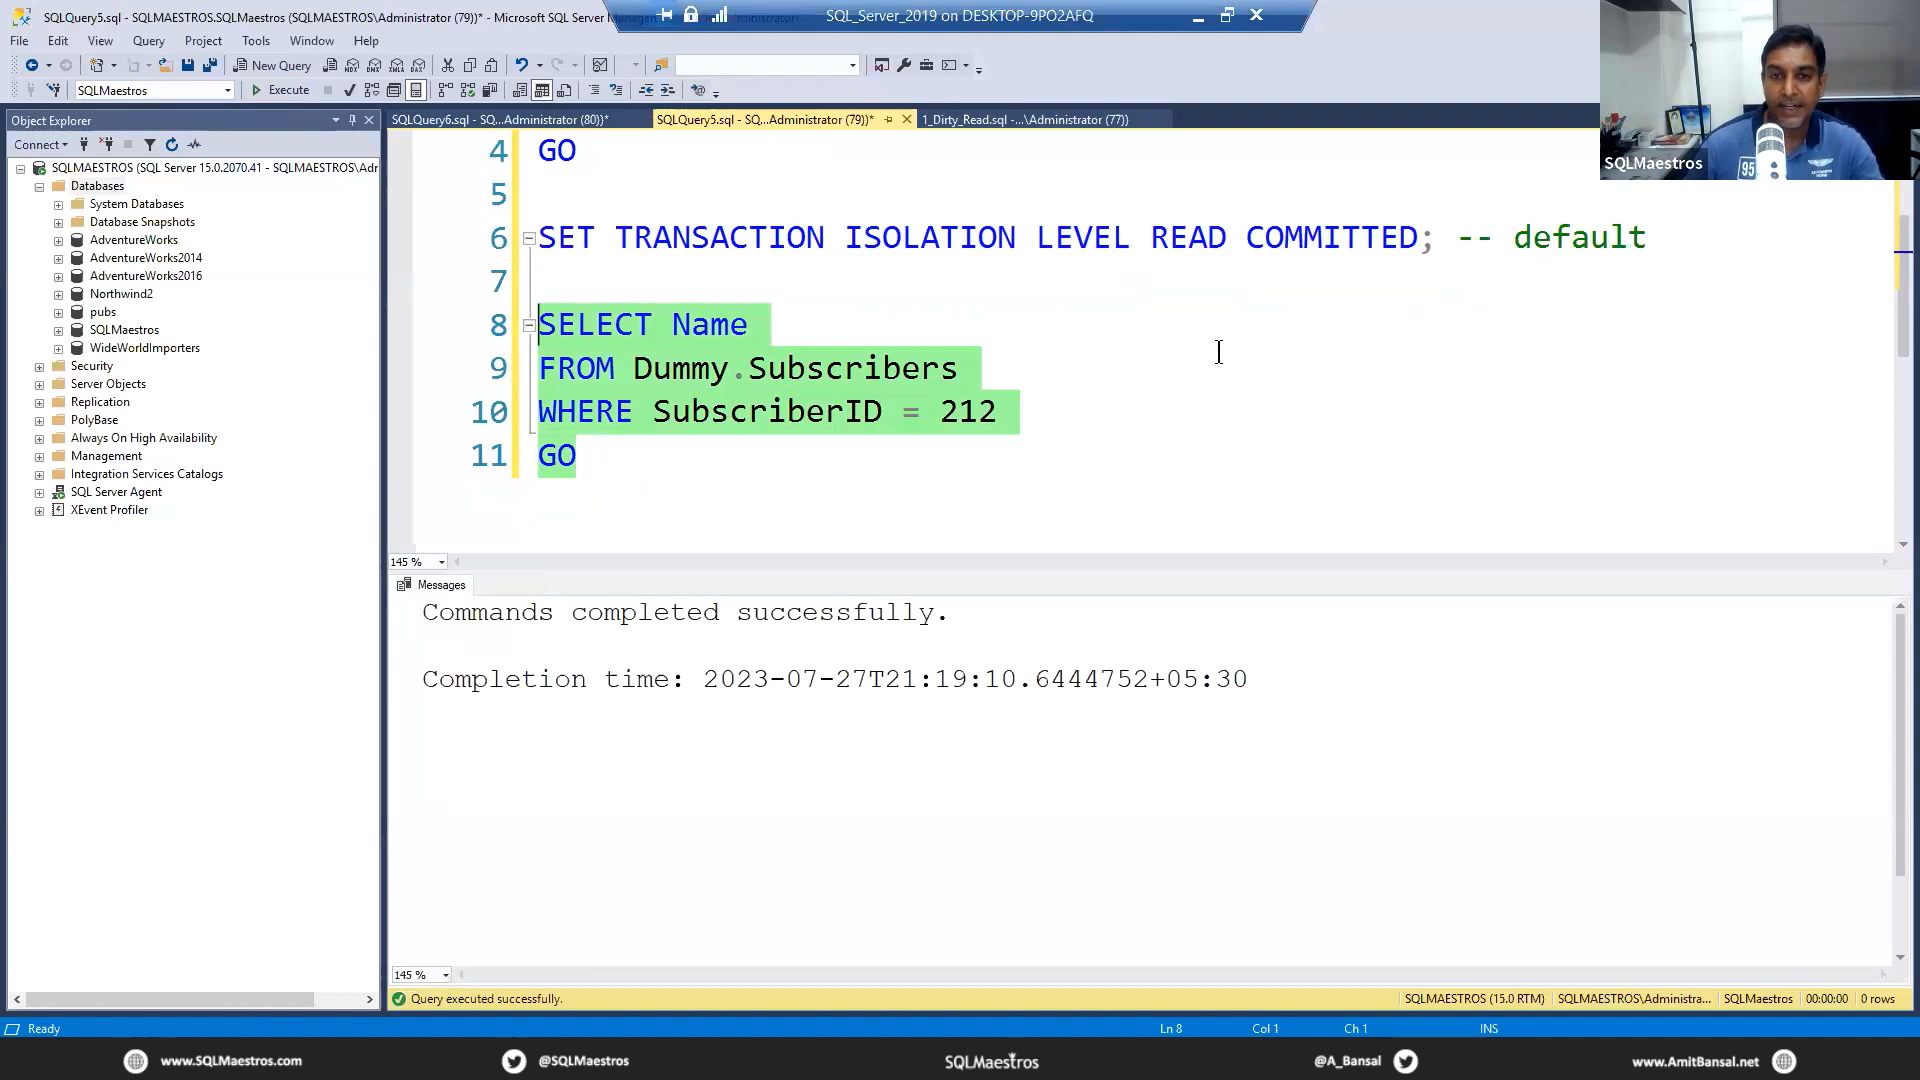 SQLQuery5.sql - SQLMAESTROS.SQLMaestros (SQLMAESTROS\Administrator (79))* - Microsoft SQL Server
SQL_Server_2019 on DESKTOP-9PO2AFQ
File Edit View Query Project Tools Window Help
New Query
SQLMaestros
Execute
Object Explorer
Connect
SQLMAESTROS (SQL Server 15.0.2070.41 - SQLMAESTROS\Adr
Databases
System Databases
Database Snapshots
AdventureWorks
AdventureWorks2014
AdventureWorks2016
Northwind2
pubs
SQLMaestros
WideWorldImporters
Security
Server Objects
Replication
PolyBase
Always On High Availability
Management
Integration Services Catalogs
SQL Server Agent
XEvent Profiler
SQLQuery6.sql - SQ...Administrator (80))*
SQLQuery5.sql - SQ...Administrator (79))*
1_Dirty_Read.sql -...\Administrator (77))
4 GO
5
6 SET TRANSACTION ISOLATION LEVEL READ COMMITTED; -- default
7
8 SELECT Name
9 FROM Dummy.Subscribers
10 WHERE SubscriberID = 212
11 GO
145 %
Messages
Commands completed successfully.
Completion time: 2023-07-27T21:19:10.6444752+05:30
145 %
Query executed successfully.
SQLMAESTROS (15.0 RTM) SQLMAESTROS\Administra... SQLMaestros 00:00:00 0 rows
Ready
Ln 8 Col 1 Ch 1 INS
SQLMaestros
95
www.SQLMaestros.com
@SQLMaestros
SQLMaestros
@A_Bansal
www.AmitBansal.net